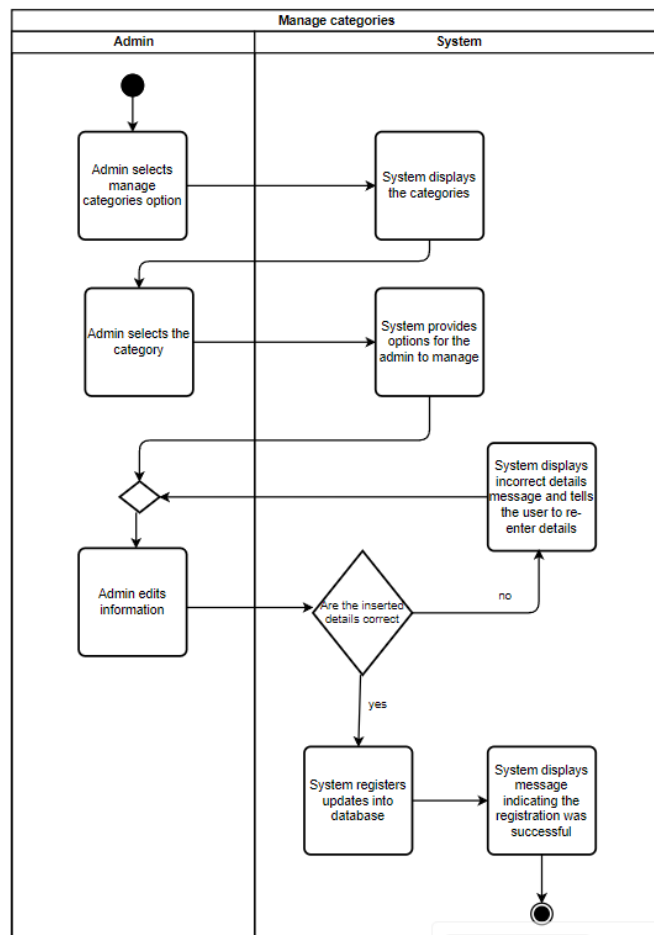 Manage categories
Admin
System
Admin selects
manage
categories option
System displays
the categories
Admin selects the
category
System provides
options for the
admin to manage
System displays
incorrect details
message and tells
the user to re-
enter details
Admin edits
information
Are the inserted
details correct
no
yes
System registers
updates into
database
System displays
message
indicating the
registration was
successful